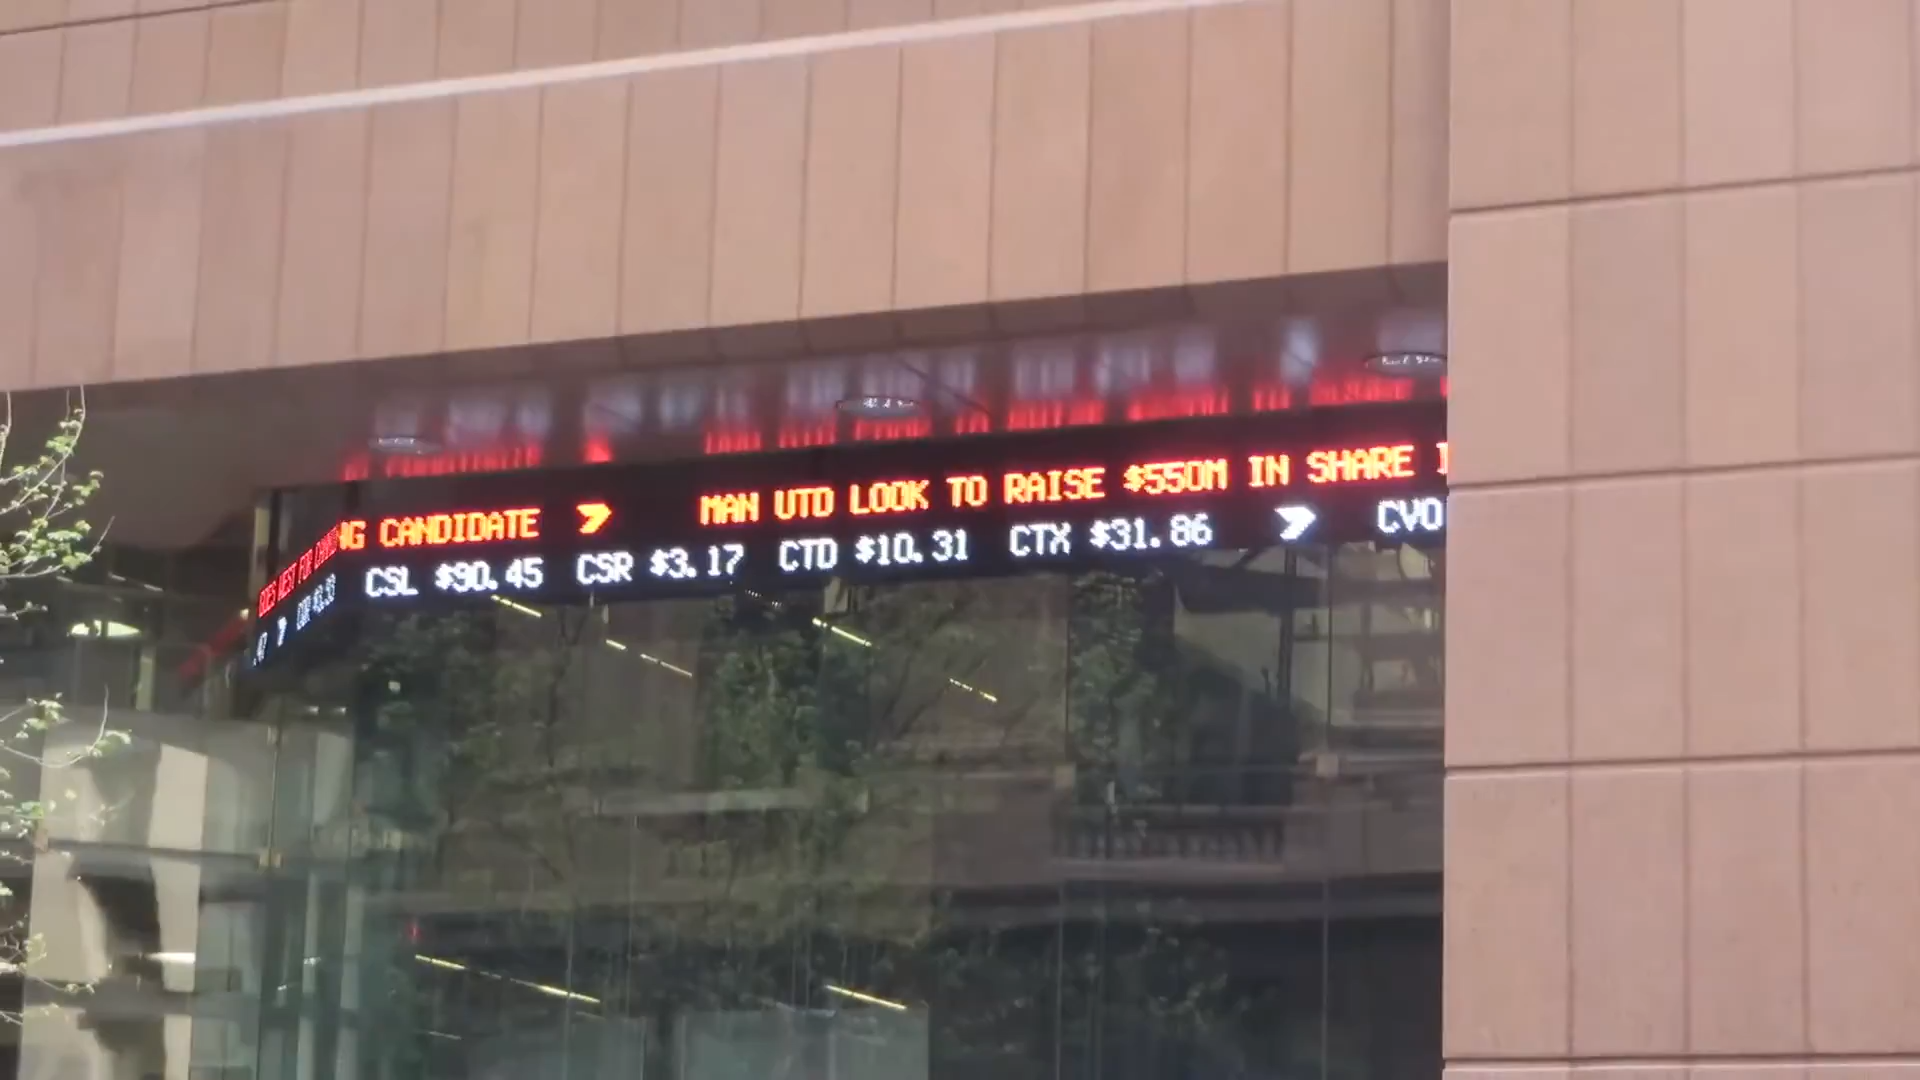 NG CANDIDATE MAN UTD LOOK TO RAISE $550M IN SHARE
CSL $90.45 CSR $3.17 CTD $10.31 CTX $31.86 CVO